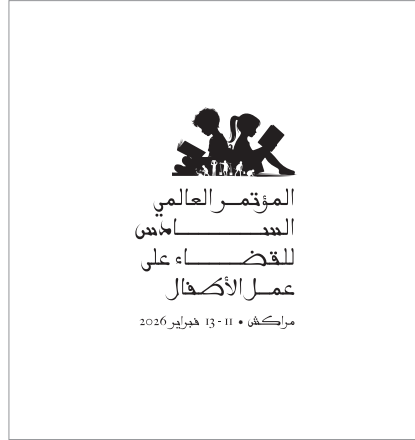 المؤتمر العالمي
السادس
للقضاء على
عمل الأطفال
مراكش • 11 - 13 فبراير 2026